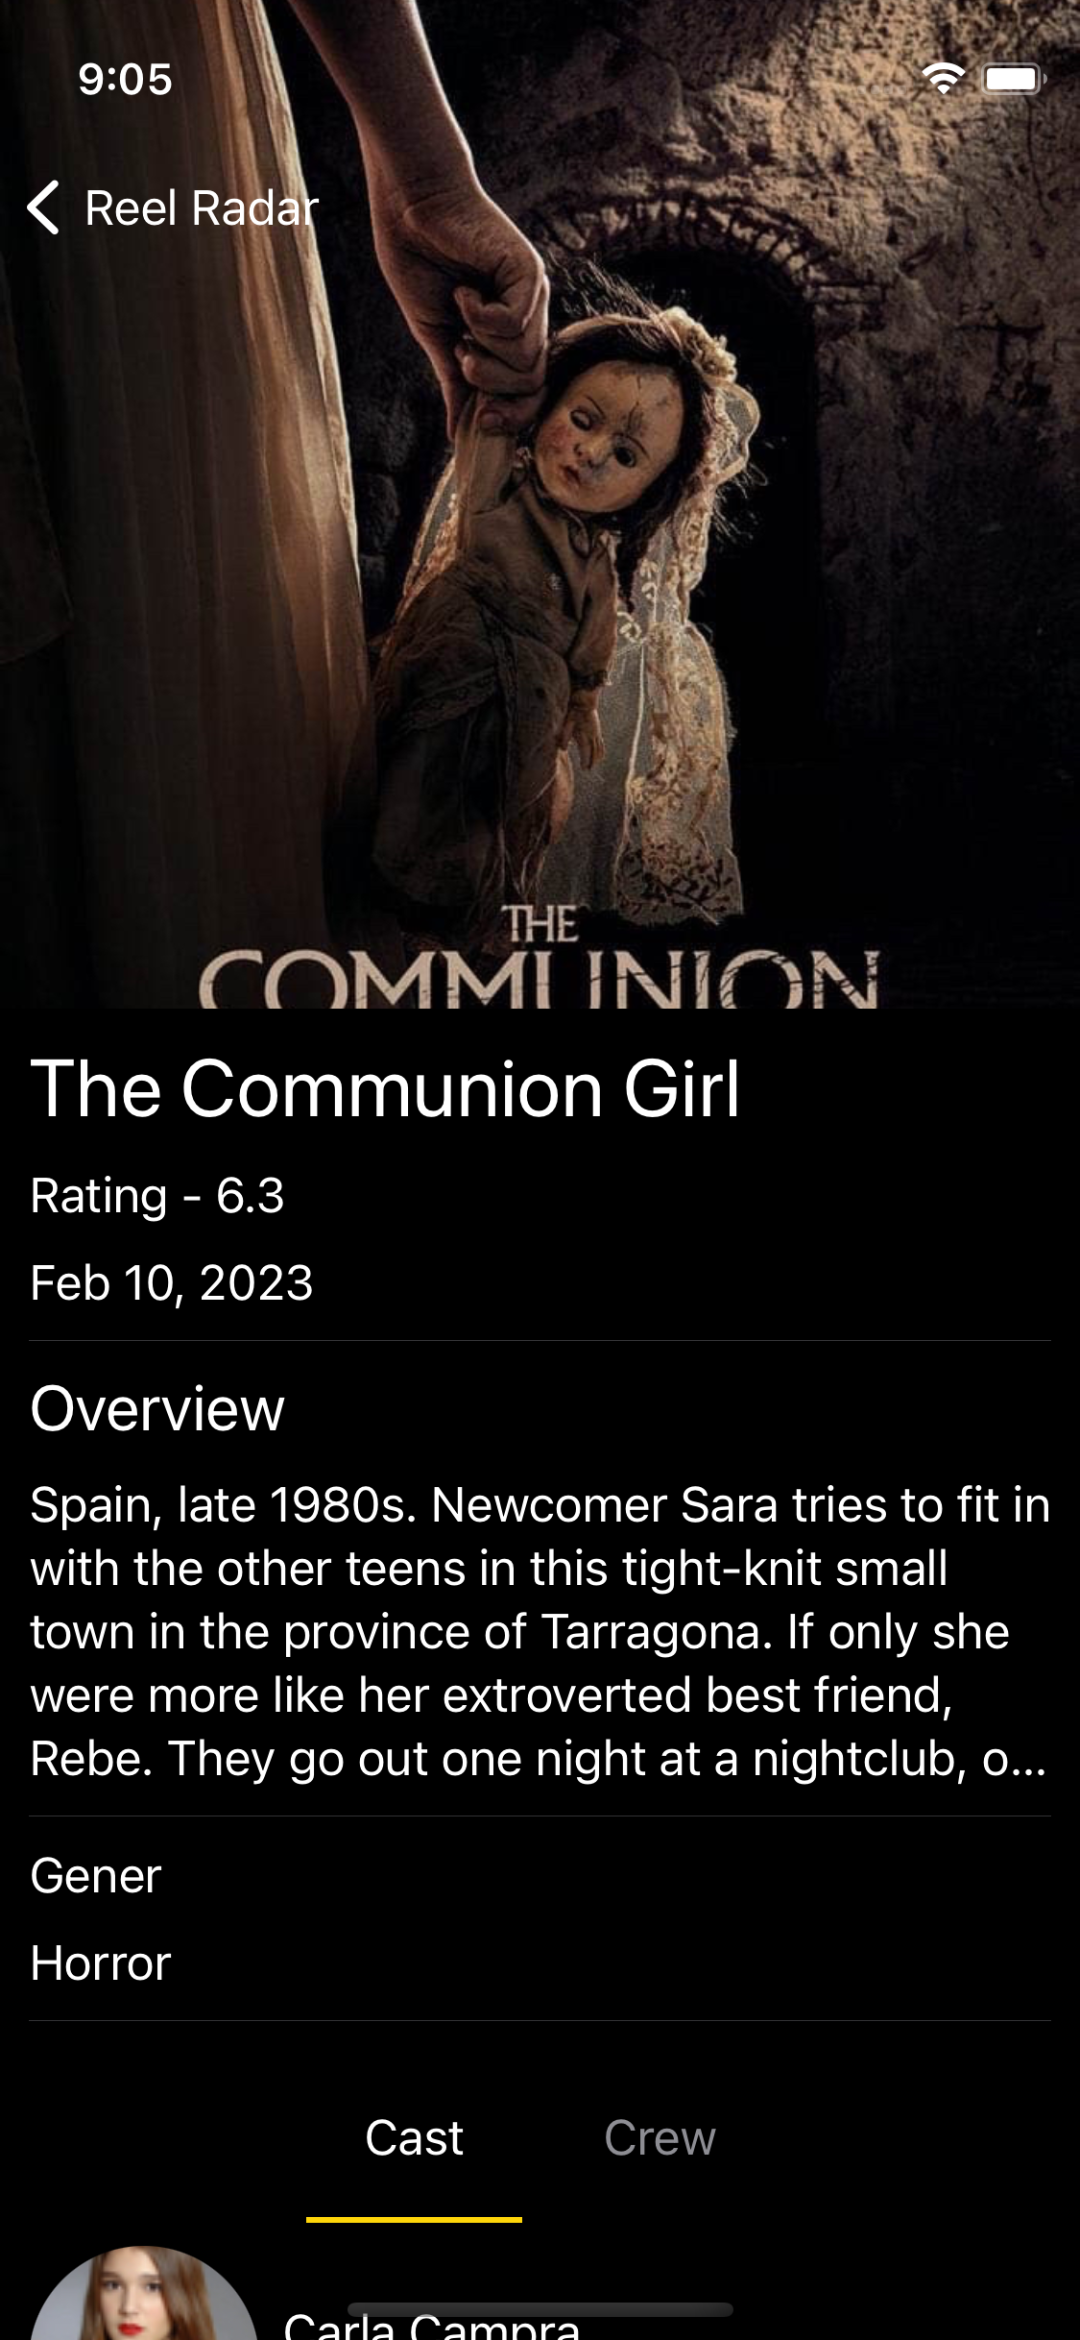 9:05
Reel Radar
THE
COMMUNION
The Communion Girl
Rating - 6.3
Feb 10, 2023
Overview
Spain, late 1980s. Newcomer Sara tries to fit in
with the other teens in this tight-knit small
town in the province of Tarragona. If only she
were more like her extroverted best friend,
Rebe. They go out one night at a nightclub, o...
Gener
Horror
Cast Crew
Carla Campra